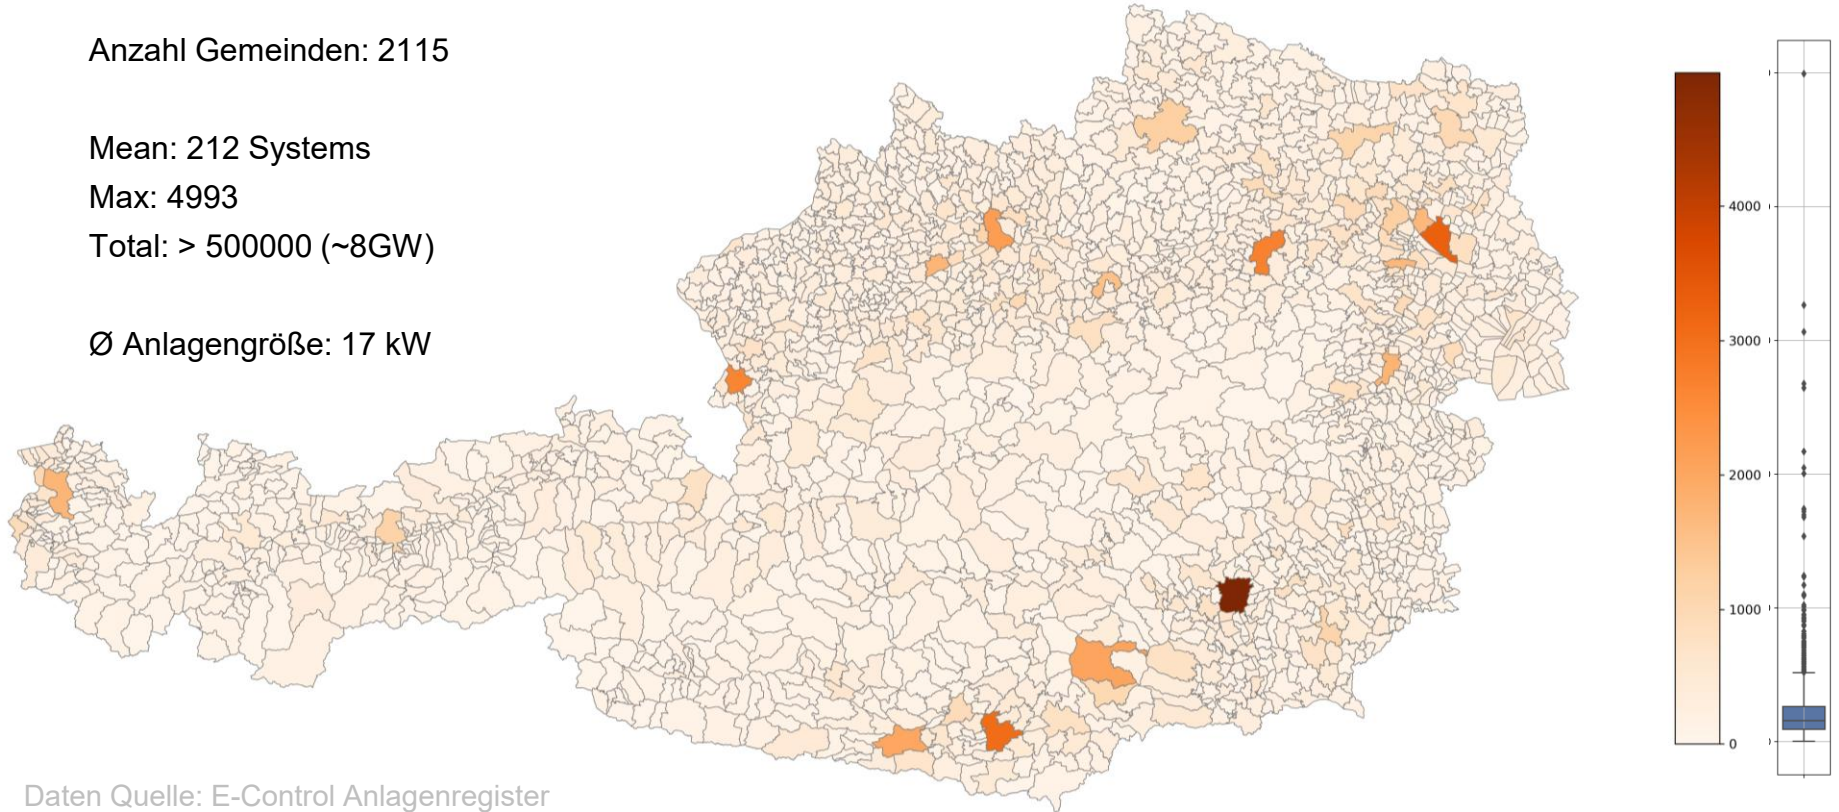 Anzahl Gemeinden: 2115
Mean: 212 Systems
Max: 4993
Total: > 500000 (~8GW)
Ø Anlagengröße: 17 kW
4000
3000
2000
1000
0
Daten Quelle: E-Control Anlagenregister